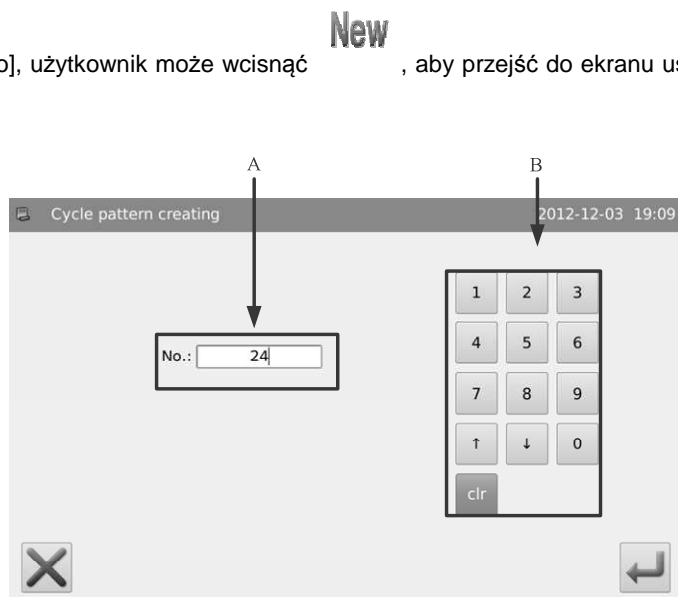 New
o], użytkownik może wcisnąć , aby przejść do ekranu us
A B
Cycle pattern creating 2012-12-03 19:09
1 2 3
No.: 24
4 5 6
7 8 9
↑ ↓ 0
clr